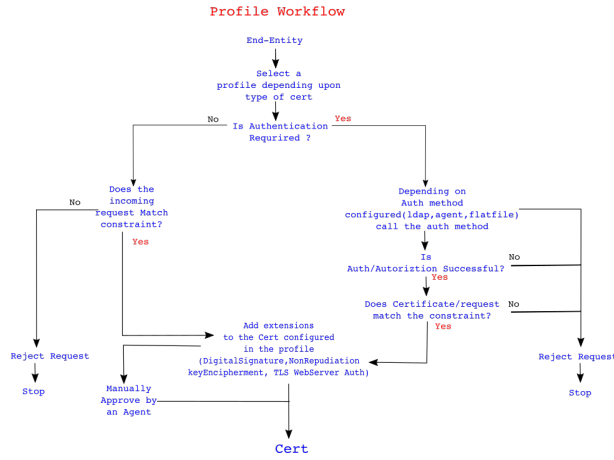 Profile Workflow
End-Entity
Select a
profile depending upon
type of cert
No
Yes
Is Authentication
Requrired ?
Does the
incoming
request Match
constraint?
No
Yes
Depending on
Auth method
configured(ldap,agent,flatfile)
call the auth method
Is
Auth/Autoriztion Successful?
No
Yes
Does Certificate/request
match the constraint?
No
Yes
Add extensions
to the Cert configured
in the profile
(DigitalSignature,NonRepudiation
keyEncipherment, TLS WebServer Auth)
Reject Request
Stop
Manually
Approve by
an Agent
Reject Request
Stop
Cert